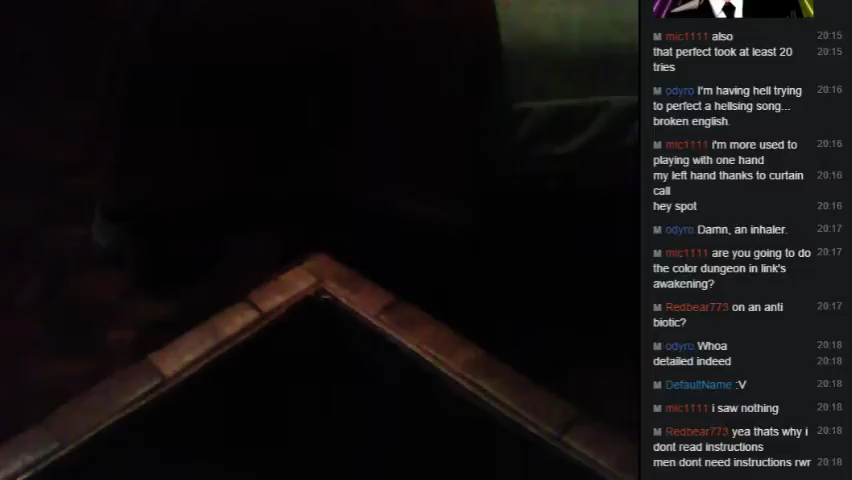 mic1111 also 20:15
that perfect took at least 20 20:15
tries
odyro I'm having hell trying 20:16
to perfect a hellsing song...
broken english.
mic1111 i'm more used to 20:16
playing with one hand
my left hand thanks to curtain 20:16
call
hey spot 20:16
odyro Damn, an inhaler. 20:17
mic1111 are you going to do 20:17
the color dungeon in link's
awakening?
Redbear773 on an anti 20:17
biotic?
odyro Whoa 20:18
detailed indeed 20:18
DefaultName :V 20:18
mic1111 i saw nothing 20:18
Redbear773 yea thats why i 20:18
dont read instructions
men dont need instructions rwr 20:18